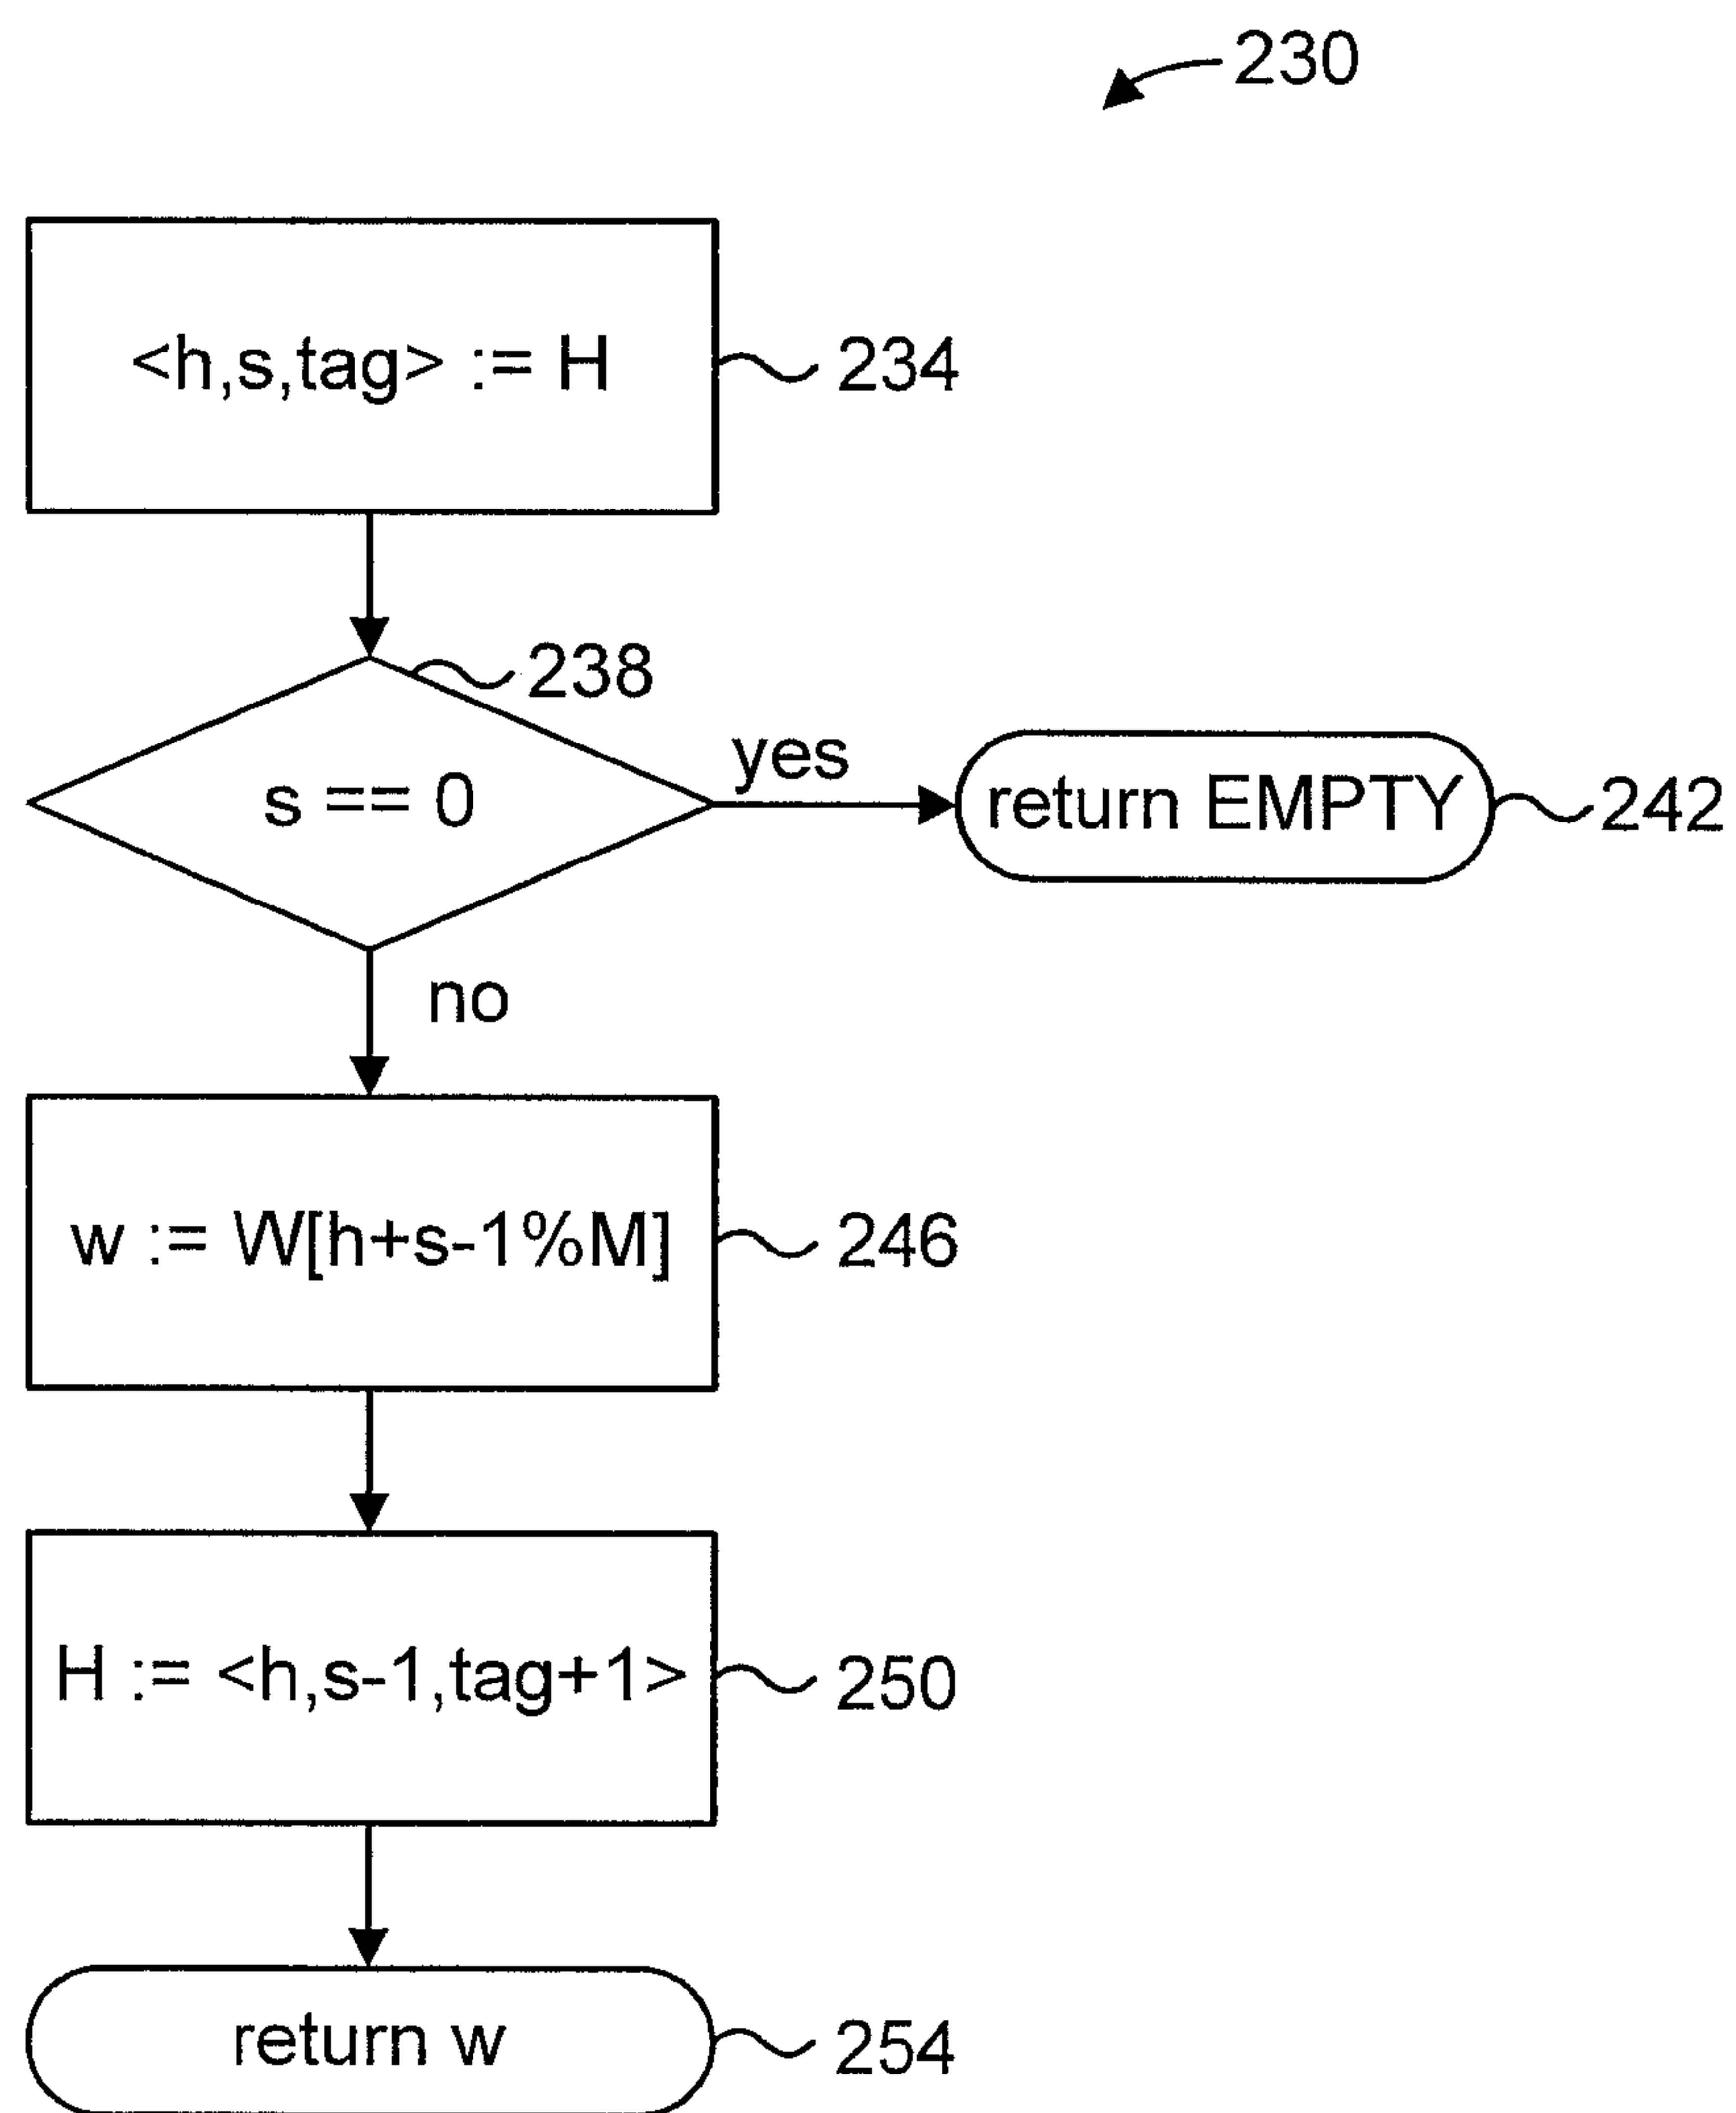 230
<h,s,tag> := H
234
238
s == 0
yes
return EMPTY
242
no
w := W[h+s-1%M]
246
H := <h,s-1,tag+1>
250
return w
254